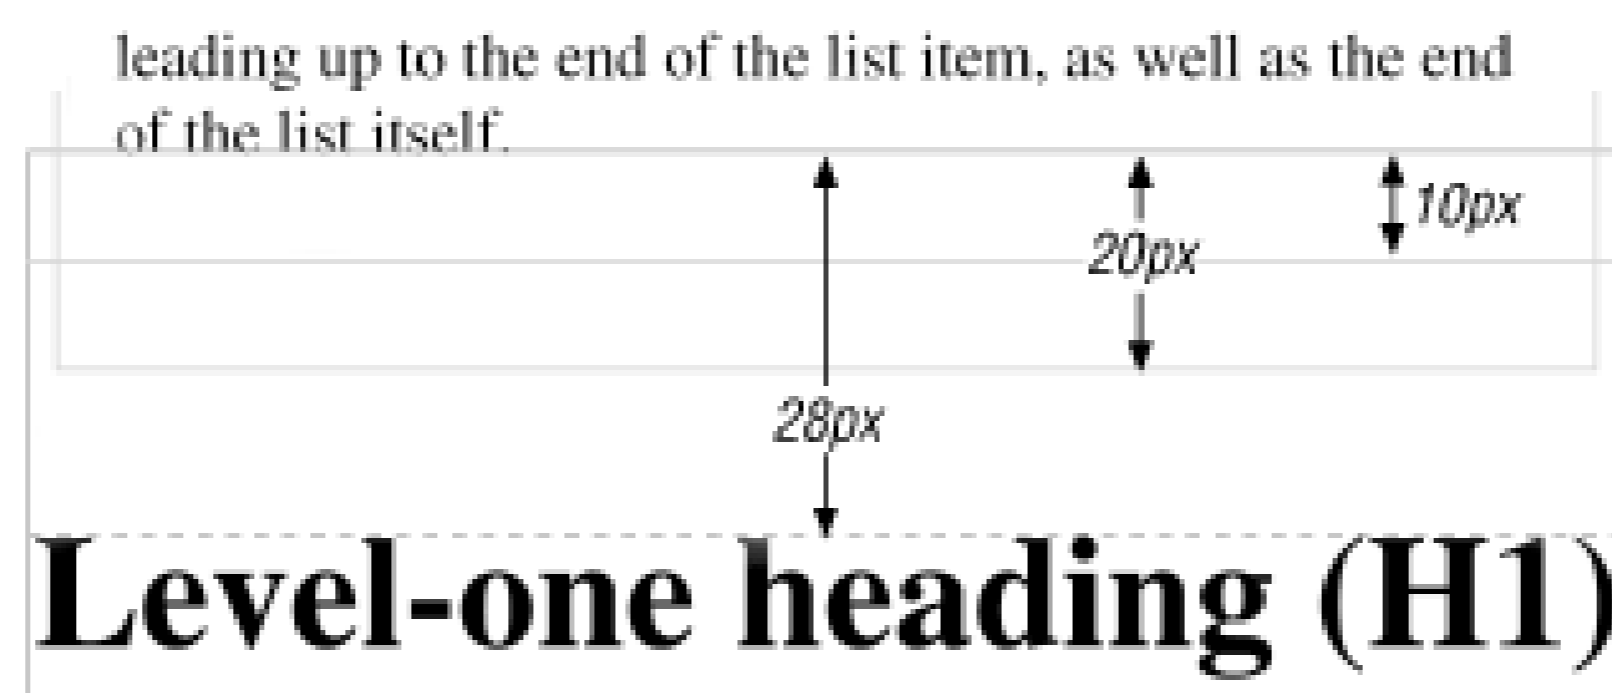 leading up to the end of the list item, as well as the end
of the list itself.
10px
20px
28px
Level-one heading (H1)